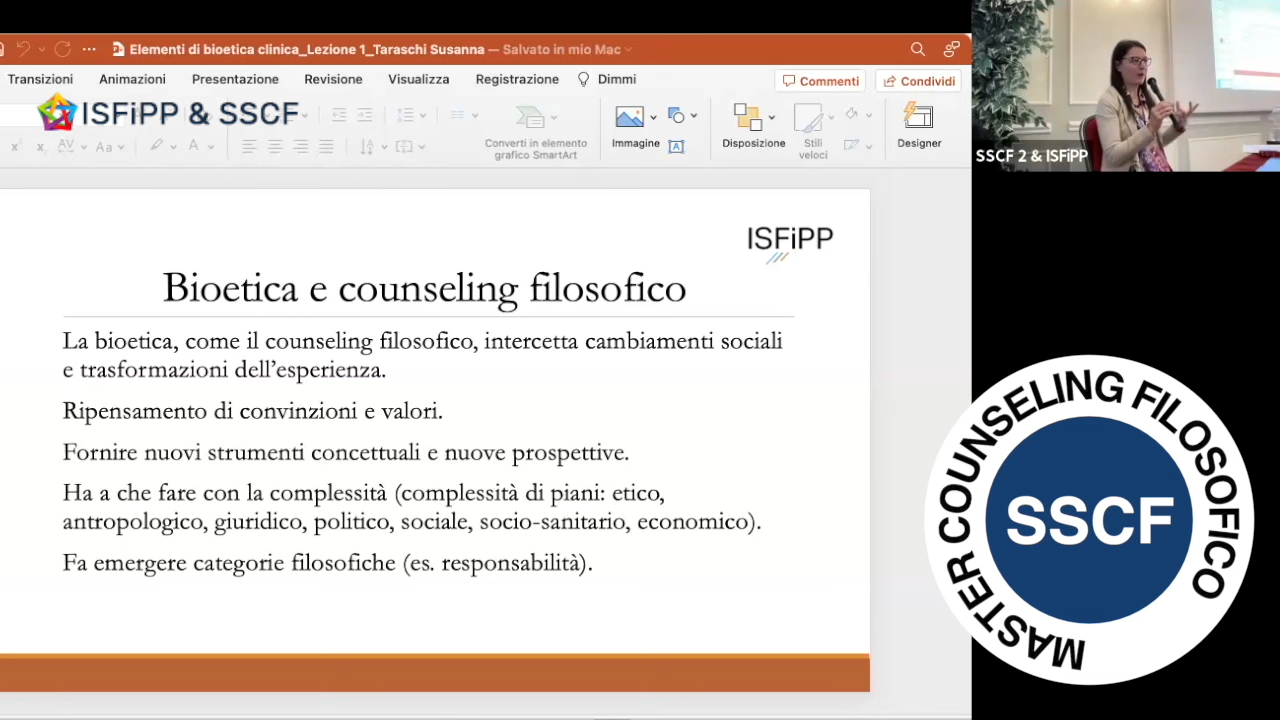 Elementi di bioetica clinica_Lezione 1_Taraschi Susanna — Salvato in mio Mac
Transizioni Animazioni Presentazione Revisione Visualizza Registrazione Dimmi Commenti Condividi
ISFiPP & SSCF
Converti in elemento
grafico SmartArt
Immagine
Disposizione
Stili
veloci
Designer
SSCF 2 & ISFiPP
ISFiPP
Bioetica e counseling filosofico
La bioetica, come il counseling filosofico, intercetta cambiamenti sociali
e trasformazioni dell’esperienza.
Ripensamento di convinzioni e valori.
Fornire nuovi strumenti concettuali e nuove prospettive.
Ha a che fare con la complessità (complessità di piani: etico,
antropologico, giuridico, politico, sociale, socio-sanitario, economico).
Fa emergere categorie filosofiche (es. responsabilità).
MASTER COUNSELING FILOSOFICO
SSCF